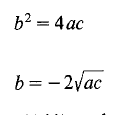 b² = 4ac
b = − 2√ac